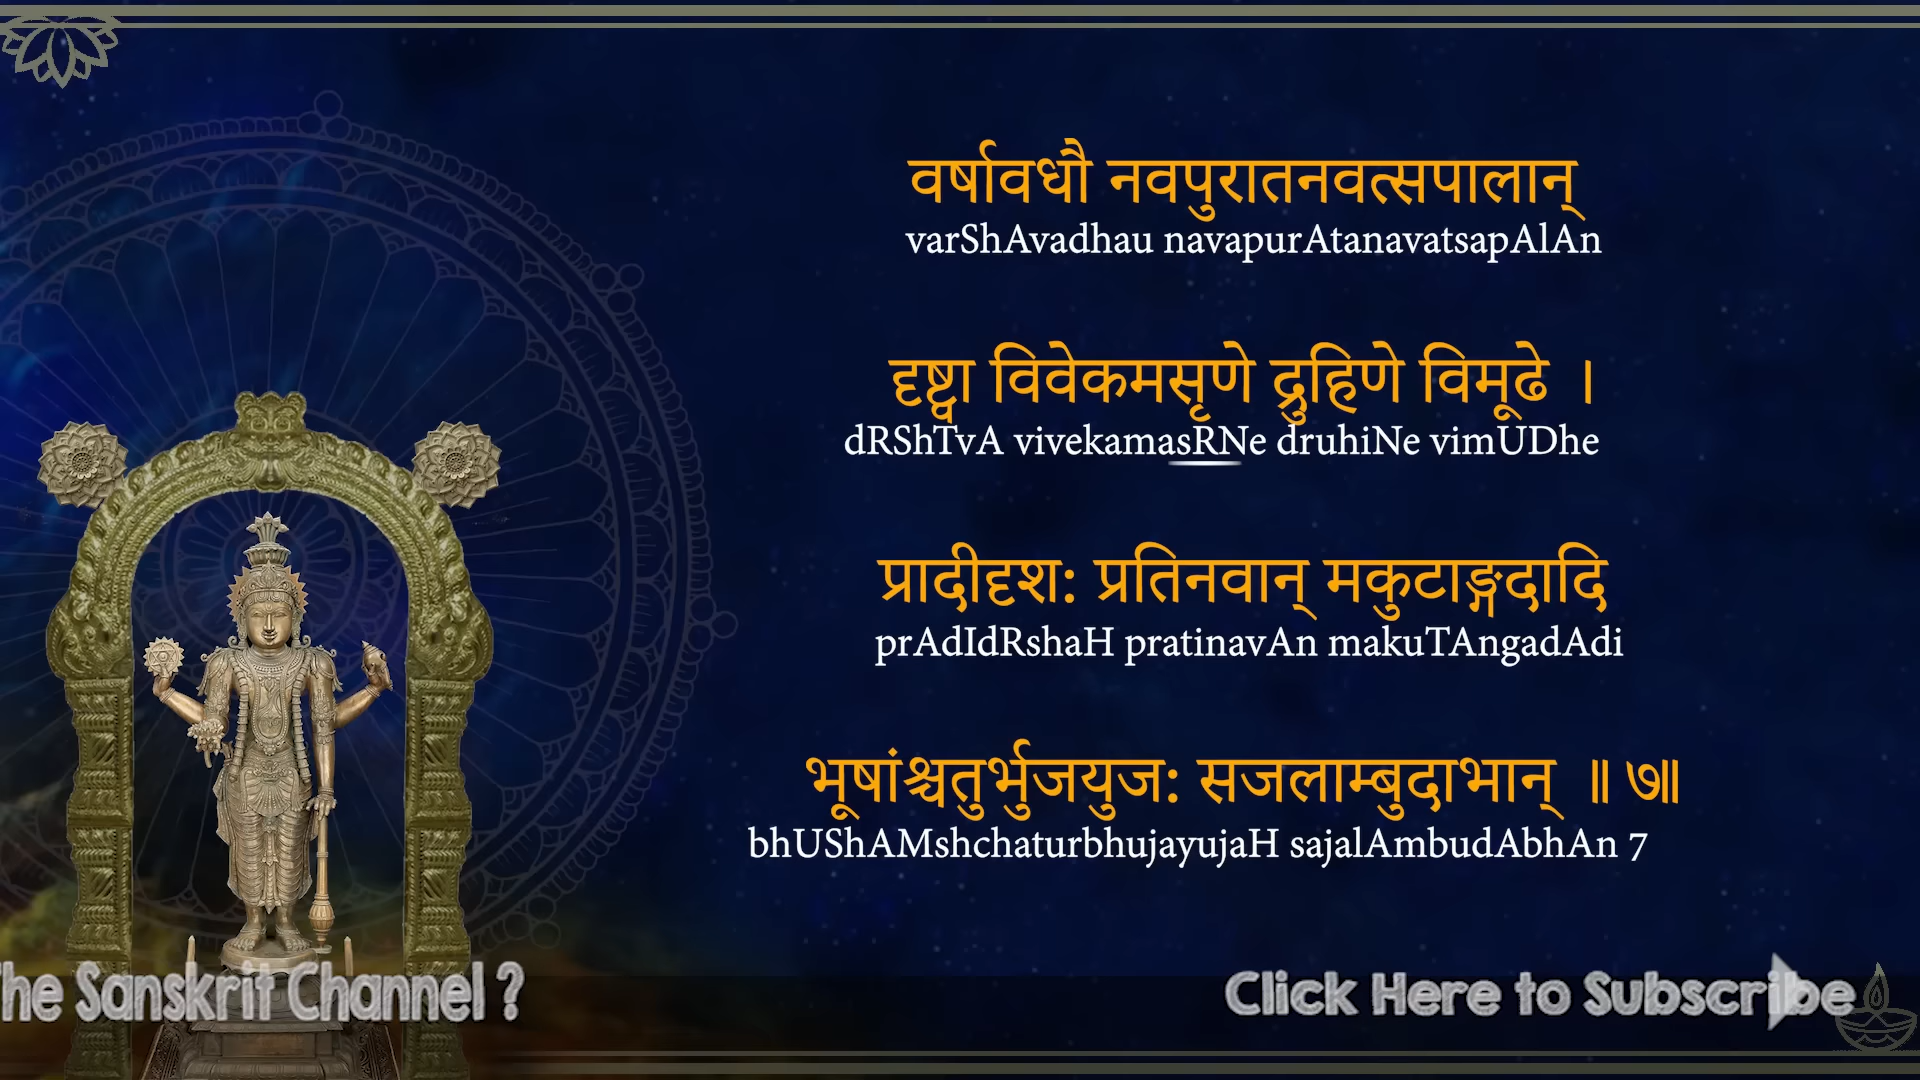 वर्षावधौ नवपुरातनवत्सपालान्
varShAvadhau navapurAtanavatsapAlAn
दृष्ट्वा विवेकमसृणे द्रुहिणे विमूढे ।
dRShTvA vivekamasRNe druhiNe vimUDhe
प्रादीदृशः प्रतिनवान् मकुटाङ्गदादि
prAdIdRshaH pratinavAn makuTAngadAdi
भूषांश्चतुर्भुजयुजः सजलाम्बुदाभान् ॥ ७॥
bhUShAMshchaturbhujayujaH sajalAmbudAbhAn 7
he Sanskrit Channel ?
Click Here to Subscribe